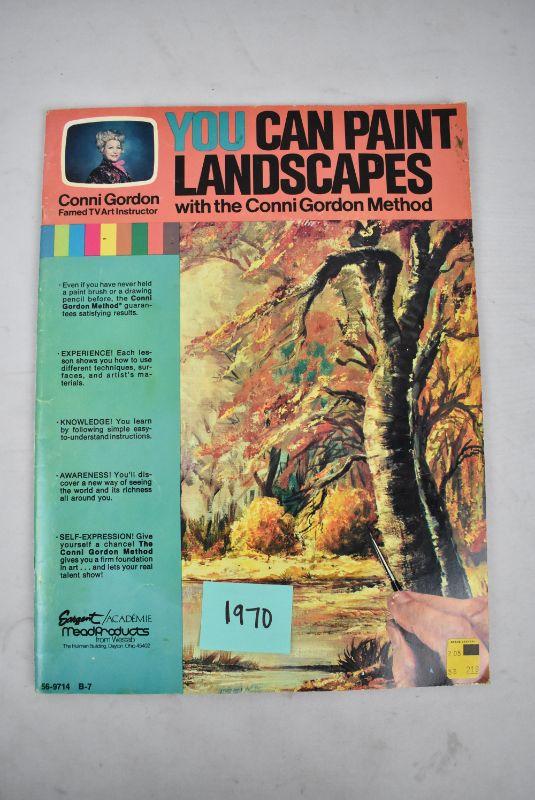 YOU CAN PAINT
LANDSCAPES
with the Conni Gordon Method
Conni Gordon
Famed TV Art Instructor
· Even if you have never held
a paint brush or a drawing
pencil before, the Conni
Gordon Method® guaran-
tees satisfying results.
· EXPERIENCE! Each les-
son shows you how to use
different techniques, sur-
faces, and artist's ma-
terials.
· KNOWLEDGE! You learn
by following simple easy-
to-understand instructions.
· AWARENESS! You'll dis-
cover a new way of seeing
the world and its richness
all around you.
· SELF-EXPRESSION! Give
yourself a chance! The
Conni Gordon Method
gives you a firm foundation
in art . . . and lets your real
talent show!
Sargent/ACADÉMIE
MeadProducts
from Westab
The Hulman Building, Dayton, Ohio 45402
56-9714 B-7
1970